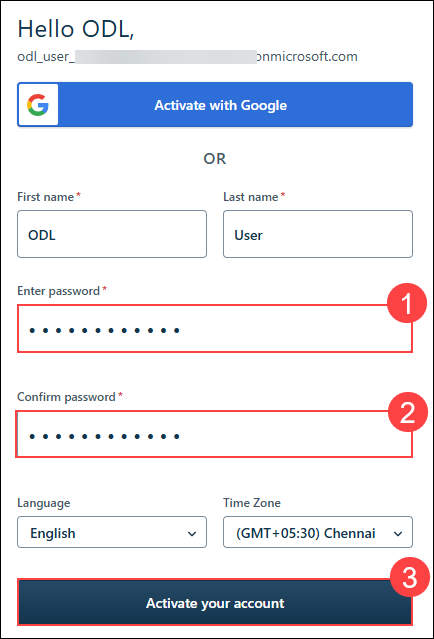 Hello ODL,
odl_user_ onmicrosoft.com
G Activate with Google
OR
First name * Last name *
ODL User
Enter password * 1
••••••••••••
Confirm password * 2
••••••••••••
Language Time Zone
English (GMT+05:30) Chennai
3
Activate your account